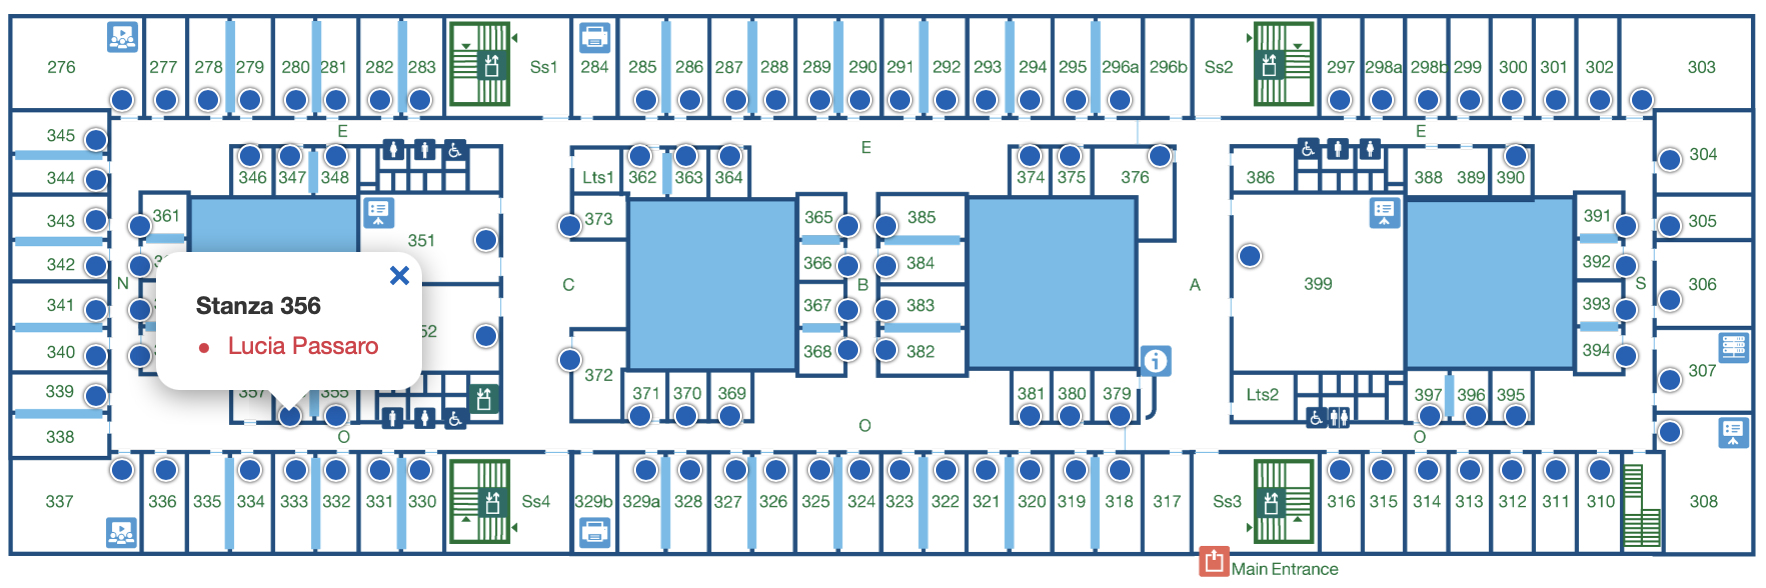 276 277 278 279 280 281 282 283 Ss1 284 285 286 287 288 289 290 291 292 293 294 295 296a 296b Ss2 297 298a 298b 299 300 301 302 303
345 E E E 304
344 346 347 348 Lts1 362 363 364 374 375 376 386 388 389 390
343 361 351 373 365 385 391 305
342 366 384 392
N C B A 399 S 306
341 367 383 393
340 368 382 394
Stanza 356
• Lucia Passaro
372 307
339 357 355 371 370 369 381 380 379 Lts2 397 396 395
338 O O O
337 336 335 334 333 332 331 330 Ss4 329b 329a 328 327 326 325 324 323 322 321 320 319 318 317 Ss3 316 315 314 313 312 311 310 308
Main Entrance